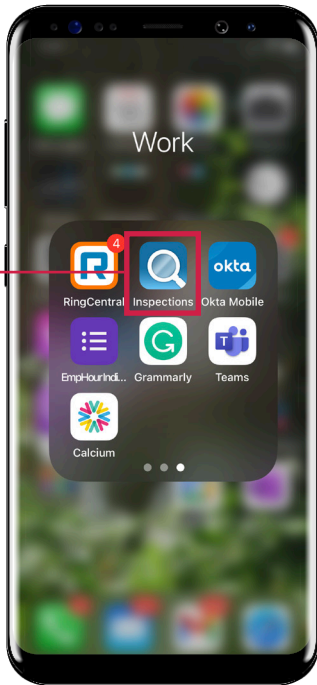 Work
4
R
okta
RingCentral Inspections Okta Mobile
G
T
EmpHourIndi... Grammarly Teams
Calcium